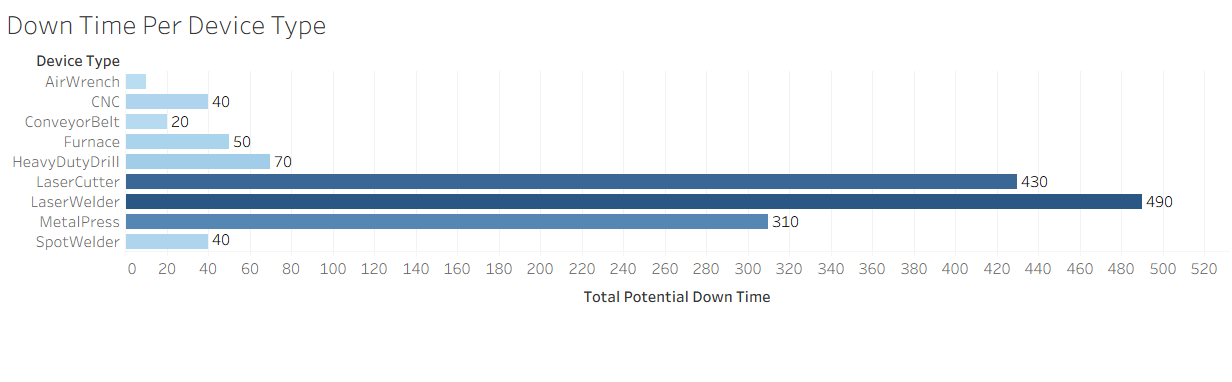 Down Time Per Device Type
Device Type
AirWrench
CNC 40
ConveyorBelt 20
Furnace 50
HeavyDutyDrill 70
LaserCutter 430
LaserWelder 490
MetalPress 310
SpotWelder 40
0 20 40 60 80 100 120 140 160 180 200 220 240 260 280 300 320 340 360 380 400 420 440 460 480 500 520
Total Potential Down Time